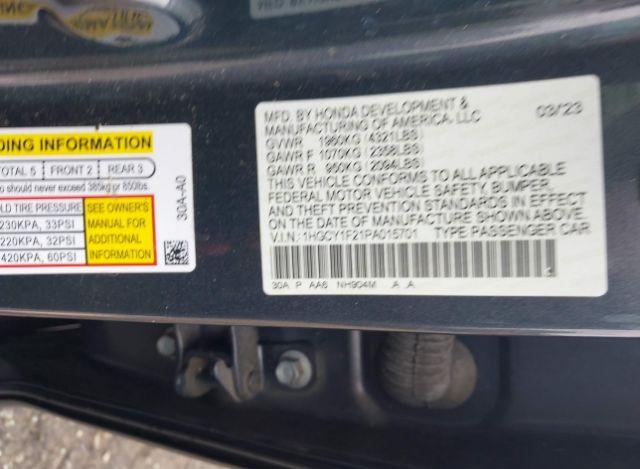 DING INFORMATION
TOTAL 5 FRONT 2 REAR 3
should never exceed 385kg or 850lbs.
LD TIRE PRESSURE
230KPA, 33PSI
220KPA, 32PSI
420KPA, 60PSI
SEE OWNER'S
MANUAL FOR
ADDITIONAL
INFORMATION
30A-A0
MFD. BY HONDA DEVELOPMENT & 03/23
MANUFACTURING OF AMERICA, LLC
GVWR 1960KG (4321LBS)
GAWR F 1070KG (2358LBS)
GAWR R 950KG (2094LBS)
THIS VEHICLE CONFORMS TO ALL APPLICABLE
FEDERAL MOTOR VEHICLE SAFETY, BUMPER,
AND THEFT PREVENTION STANDARDS IN EFFECT
ON THE DATE OF MANUFACTURE SHOWN ABOVE.
V.I.N.: 1HGCY1F21PA015701 TYPE PASSENGER CAR
30A P AA6 NH904M A A